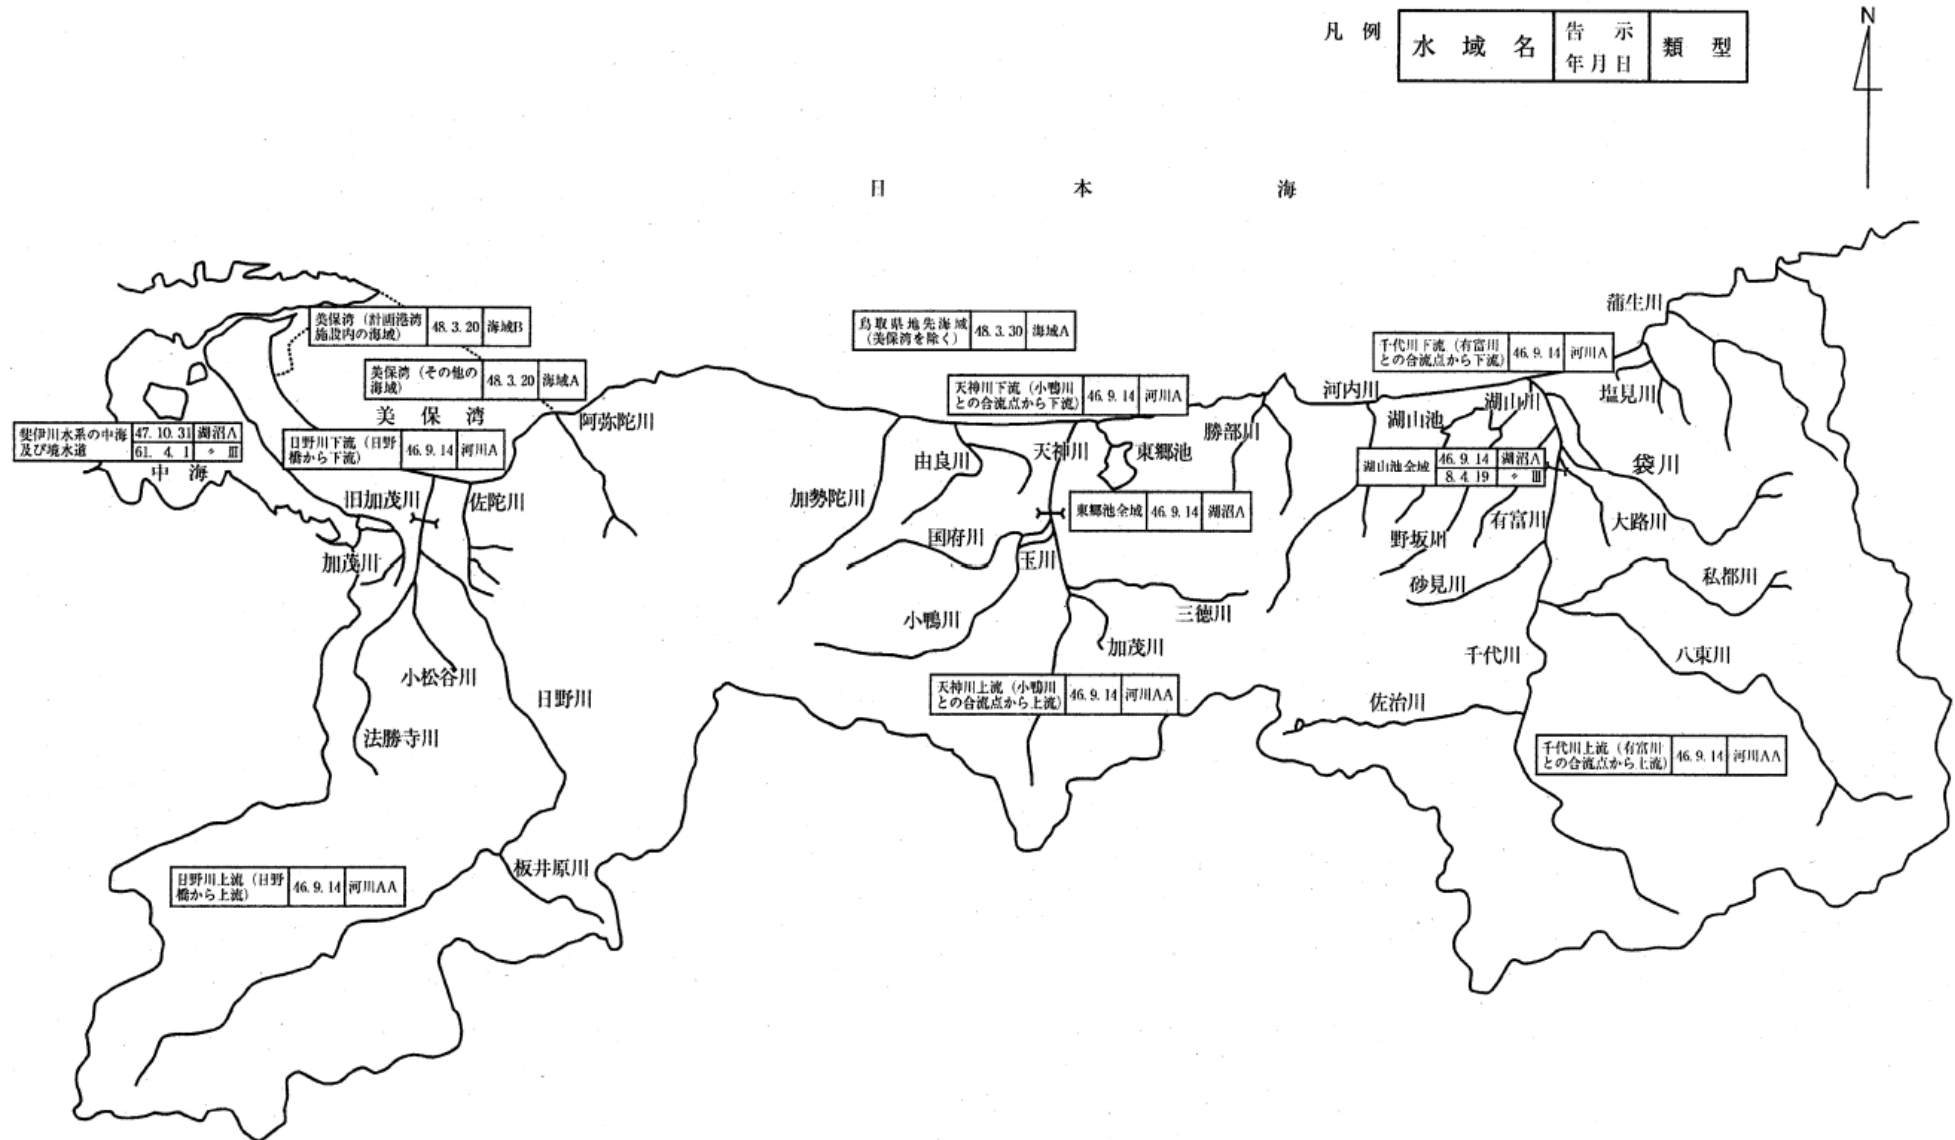 凡例
水域名
告示
年月日
類型
N
日本海
蒲生川
美保湾（計画港湾
施設内の海域）
48. 3. 20
海域B
鳥取県地先海域
（美保湾を除く）
48. 3. 30
海域A
千代川下流（有富川
との合流点から下流）
46. 9. 14
河川A
美保湾（その他の
海域）
48. 3. 20
海域A
天神川下流（小鴨川
との合流点から下流）
46. 9. 14
河川A
河内川
湖山川
塩見川
美保湾
阿弥陀川
湖山池
勝部川
斐伊川水系の中海
及び境水道
47. 10. 31
湖沼A
61. 4. 1
〃 Ⅲ
中海
日野川下流（日野
橋から下流）
46. 9. 14
河川A
由良川
天神川
東郷池
湖山池全域
46. 9. 14
湖沼A
8. 4. 19
〃 Ⅲ
袋川
旧加茂川
佐陀川
加勢陀川
東郷池全域
46. 9. 14
湖沼A
大路川
有富川
野坂川
国府川
玉川
加茂川
砂見川
私都川
三徳川
小鴨川
加茂川
千代川
八東川
小松谷川
日野川
天神川上流（小鴨川
との合流点から上流）
46. 9. 14
河川AA
佐治川
法勝寺川
千代川上流（有富川
との合流点から上流）
46. 9. 14
河川AA
板井原川
日野川上流（日野
橋から上流）
46. 9. 14
河川AA